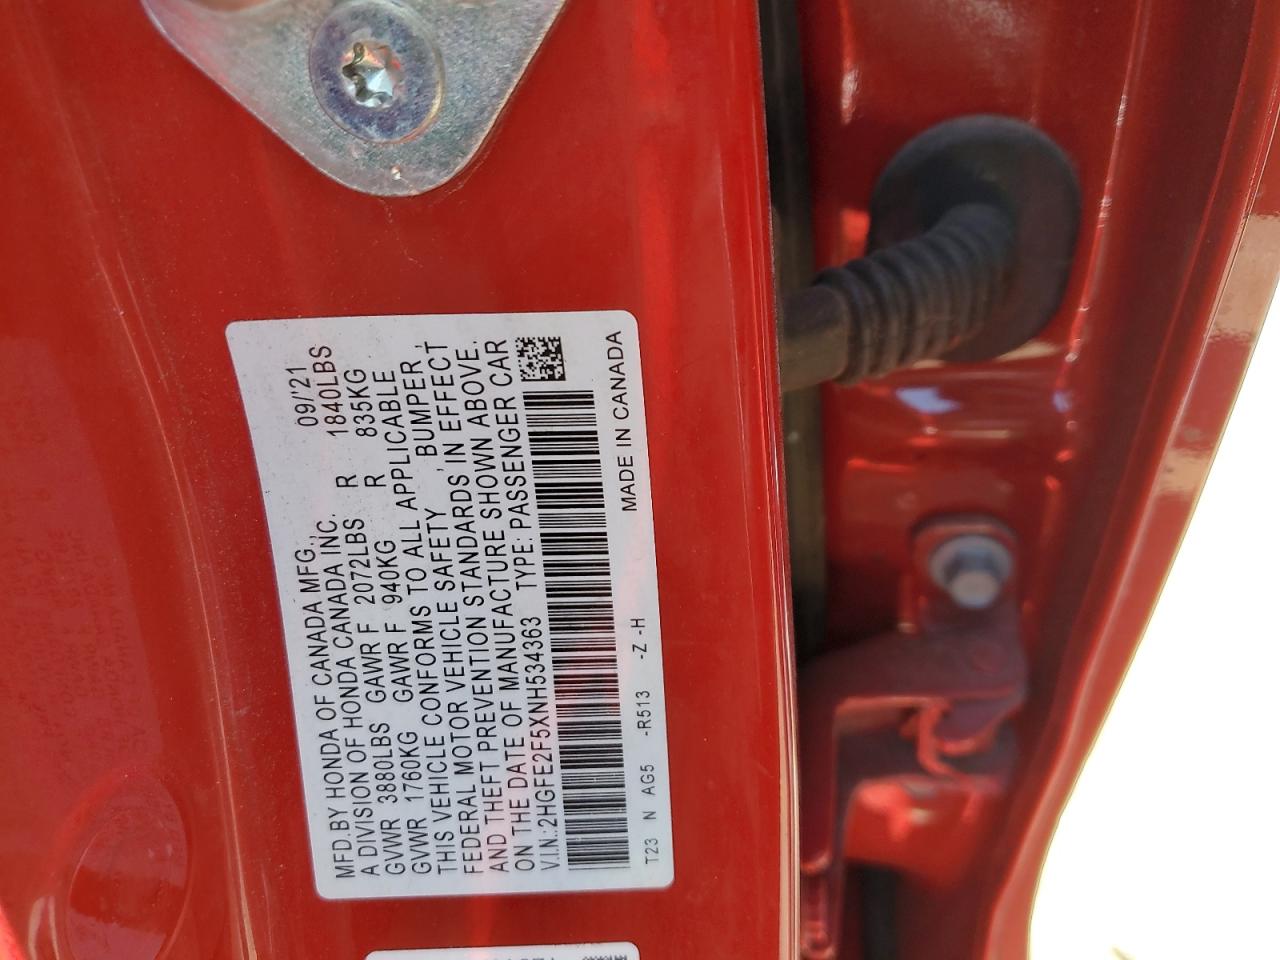 MFD.BY HONDA OF CANADA MFG., 09/'21
A DIVISION OF HONDA CANADA INC.
GVWR 3880LBS GAWR F 2072LBS R 1840LBS
GVWR 1760KG GAWR F 940KG R 835KG
THIS VEHICLE CONFORMS TO ALL APPLICABLE
FEDERAL MOTOR VEHICLE SAFETY, BUMPER,
AND THEFT PREVENTION STANDARDS IN EFFECT
ON THE DATE OF MANUFACTURE SHOWN ABOVE.
V.I.N.:2HGFE2F5XNH534363 TYPE: PASSENGER CAR
T23 N AG5 -R513 -Z -H MADE IN CANADA